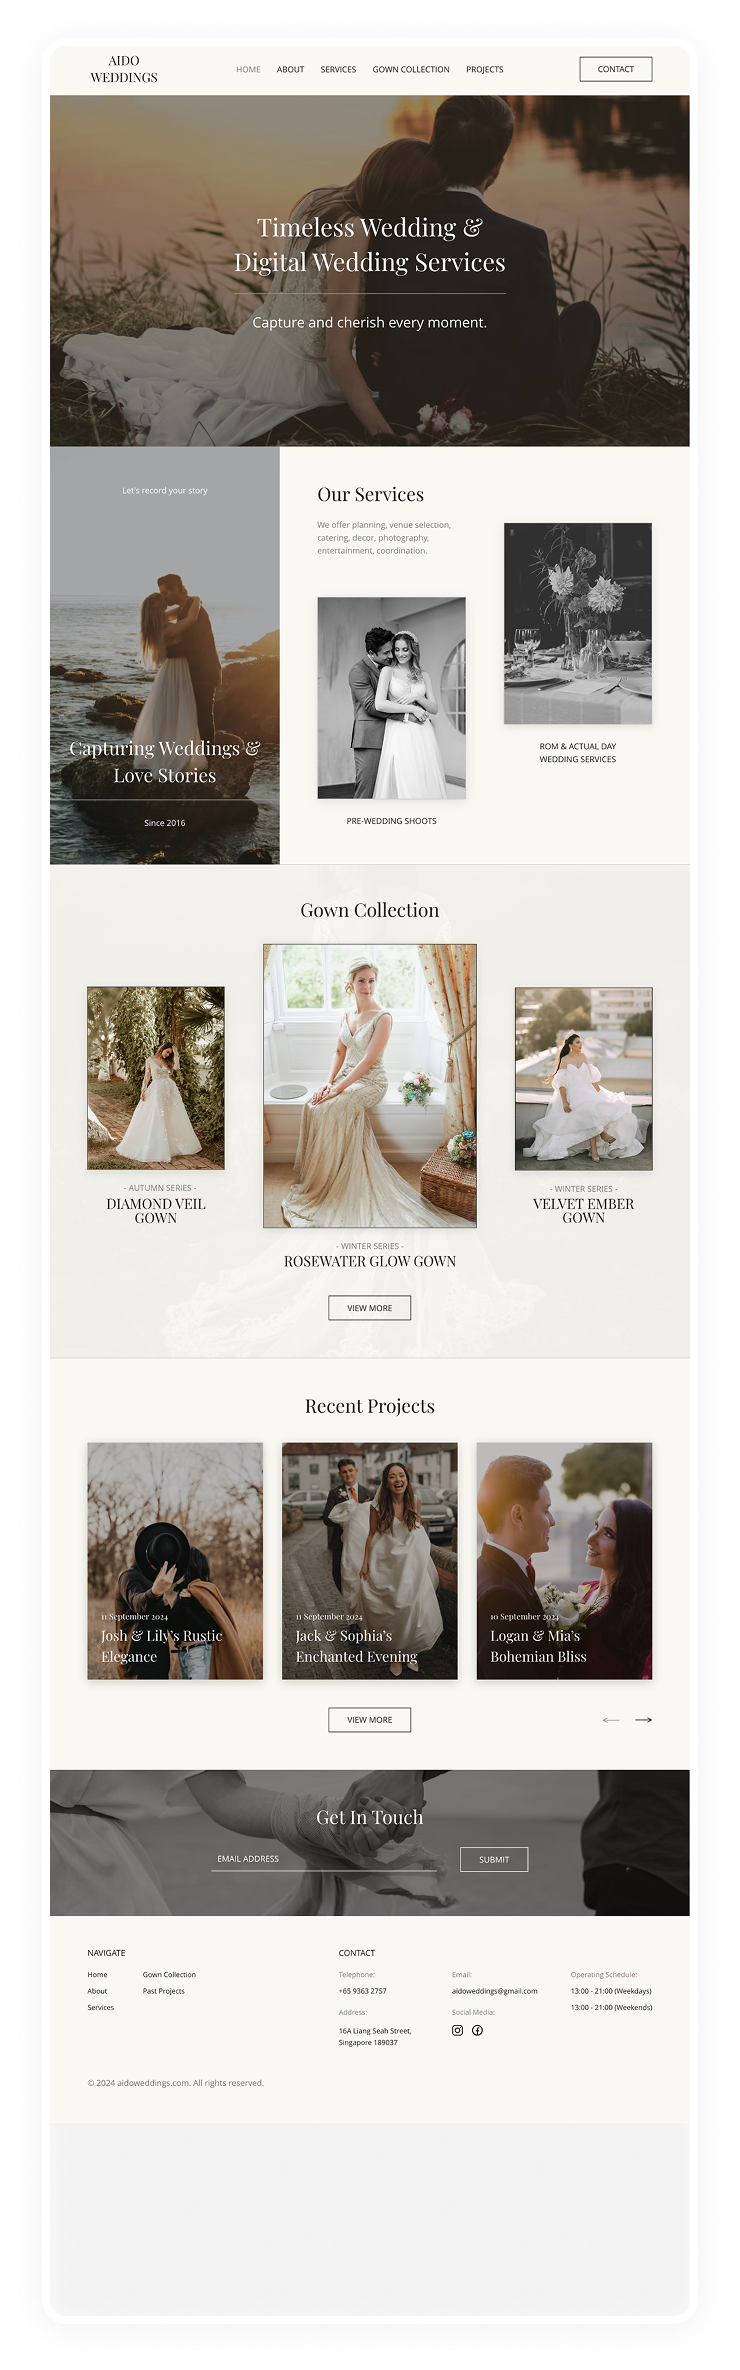 AIDO
WEDDINGS
HOME ABOUT SERVICES GOWN COLLECTION PROJECTS
CONTACT
Timeless Wedding &
Digital Wedding Services
Capture and cherish every moment.
Let's record your story
Capturing Weddings &
Love Stories
Since 2016
Our Services
We offer planning, venue selection,
catering, decor, photography,
entertainment, coordination.
PRE-WEDDING SHOOTS
ROM & ACTUAL DAY
WEDDING SERVICES
Gown Collection
- AUTUMN SERIES -
DIAMOND VEIL
GOWN
- WINTER SERIES -
ROSEWATER GLOW GOWN
- WINTER SERIES -
VELVET EMBER
GOWN
VIEW MORE
Recent Projects
11 September 2024
Josh & Lily's Rustic
Elegance
11 September 2024
Jack & Sophia's
Enchanted Evening
10 September 2024
Logan & Mia's
Bohemian Bliss
VIEW MORE
Get In Touch
EMAIL ADDRESS
SUBMIT
NAVIGATE
Home
About
Services
Gown Collection
Past Projects
CONTACT
Telephone:
+65 9363 2757
Address:
16A Liang Seah Street,
Singapore 189037
Email:
aidoweddings@gmail.com
Social Media:
Operating Schedule:
13:00 - 21:00 (Weekdays)
13:00 - 21:00 (Weekends)
© 2024 aidoweddings.com. All rights reserved.